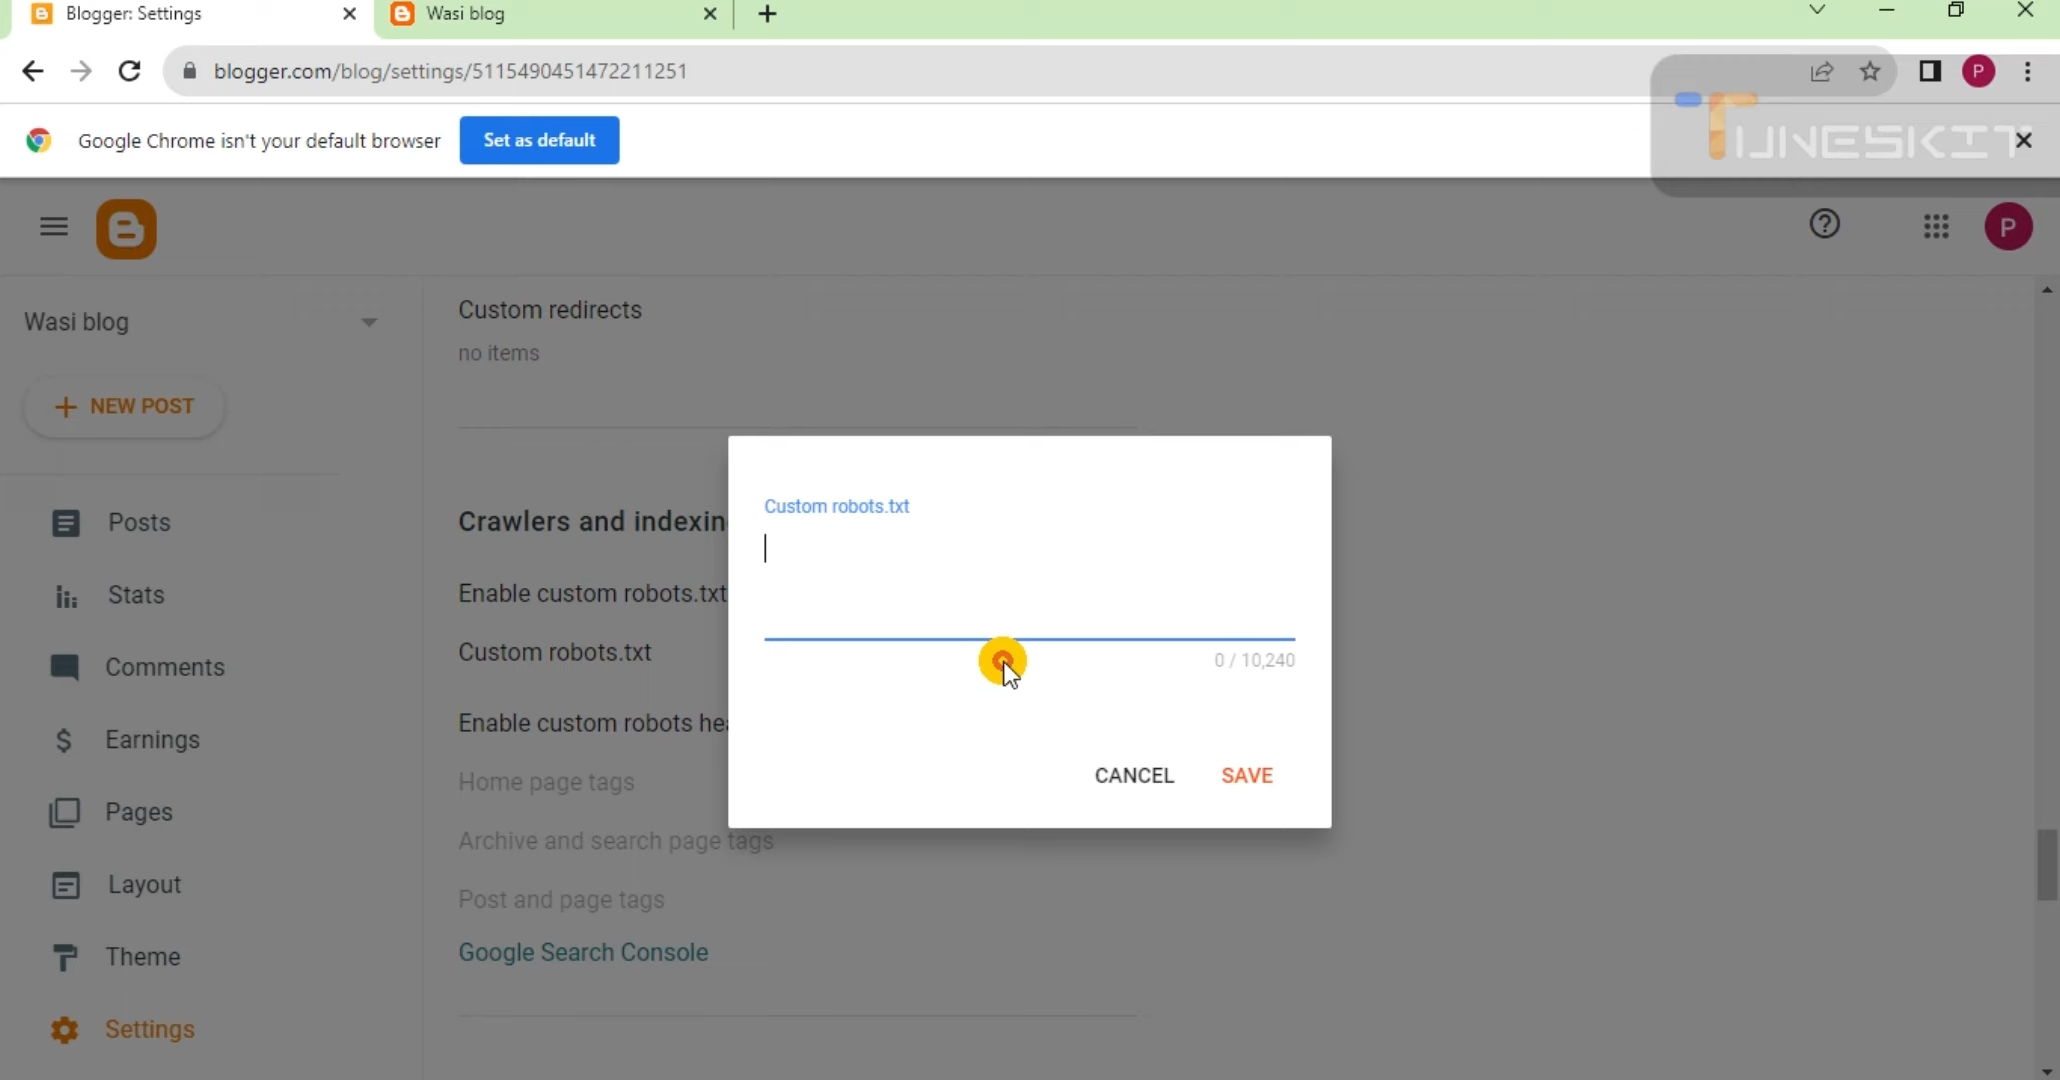 Blogger: Settings
Wasi blog
blogger.com/blog/settings/5115490451472211251
P
Google Chrome isn't your default browser
Set as default
TUNESKIT
P
Wasi blog
NEW POST
Posts
Stats
Comments
Earnings
Pages
Layout
Theme
Settings
Custom redirects
no items
Crawlers and indexin
Enable custom robots.txt
Custom robots.txt
Enable custom robots hea
Home page tags
Archive and search page tags
Post and page tags
Google Search Console
Custom robots.txt
0 / 10,240
CANCEL
SAVE